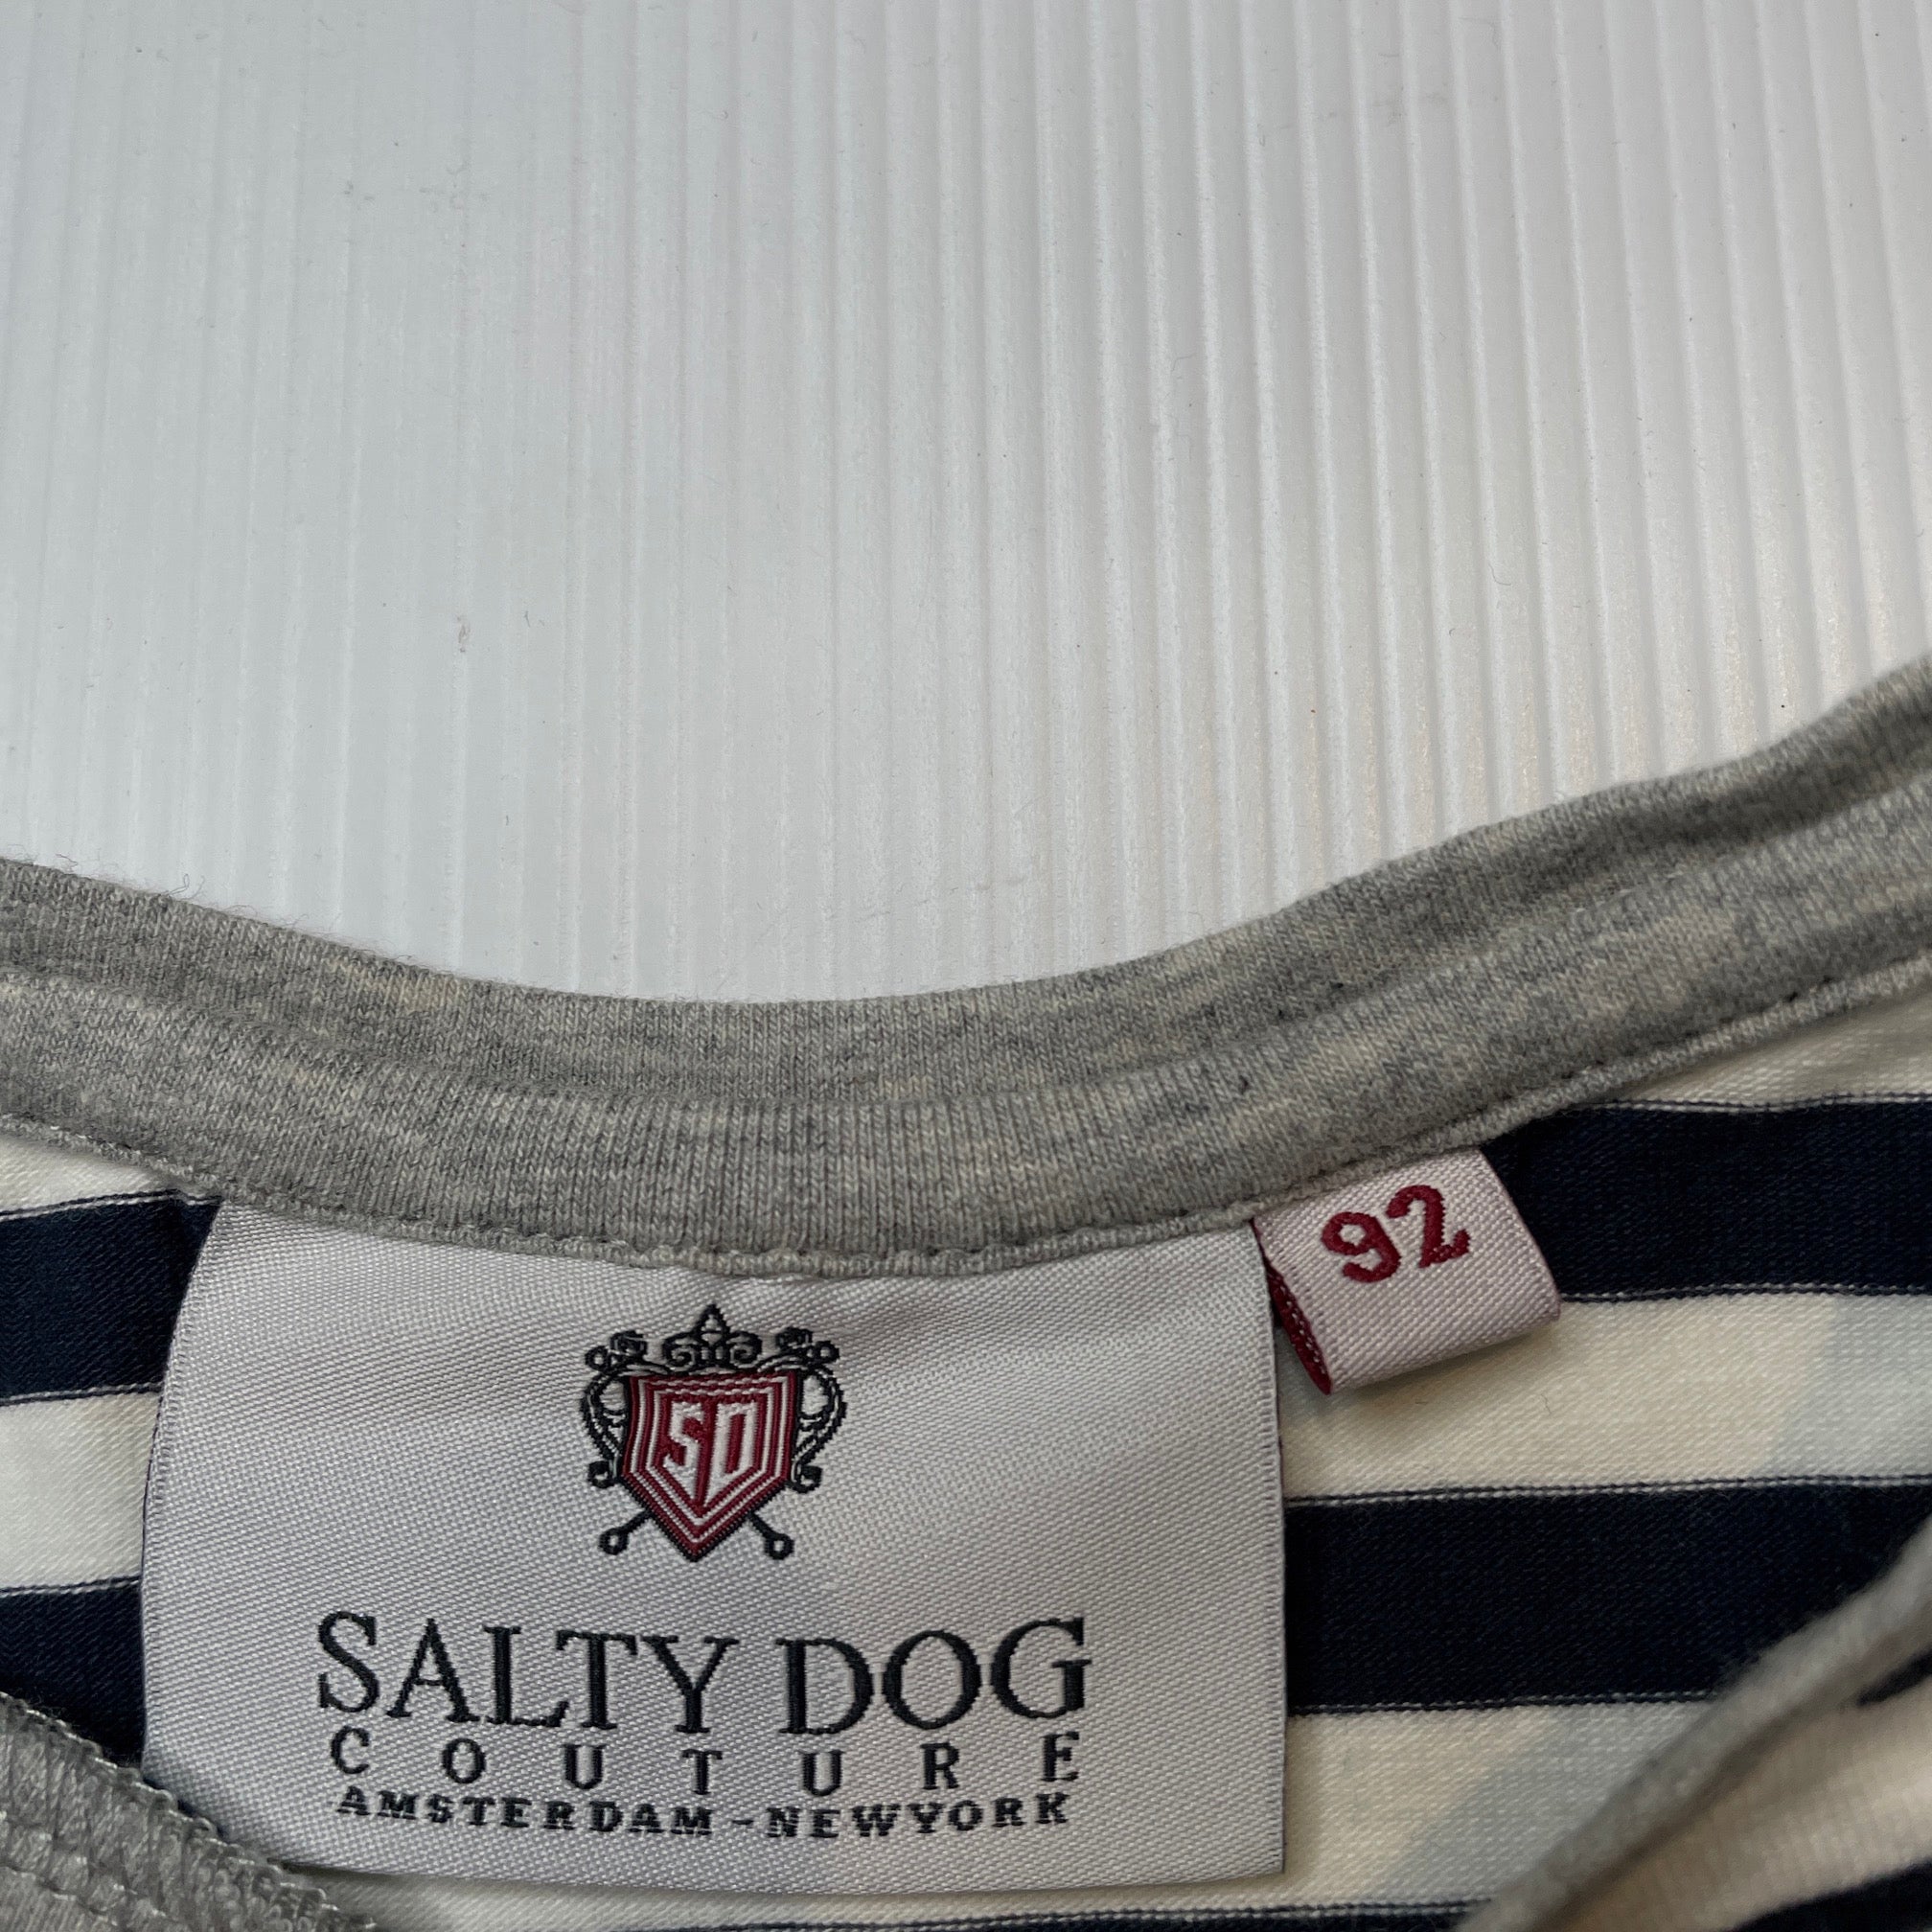 92
SD
SALTY DOG
COUTURE
AMSTERDAM-NEWYORK